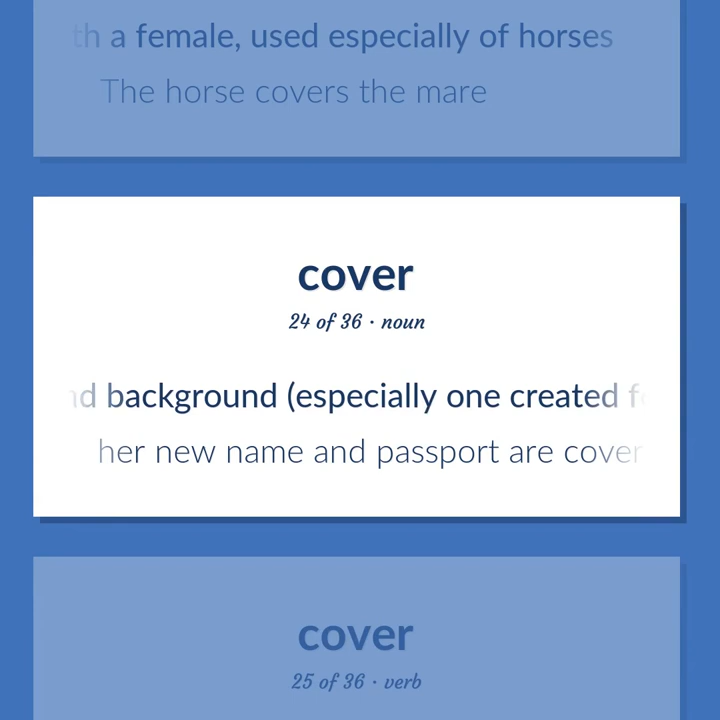 th a female, used especially of horses
The horse covers the mare
cover
24 of 36 · noun
background (especially one created
her new name and passport are cover
cover
25 of 36 · verb